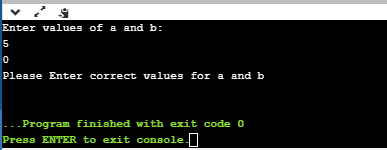 Enter values of a and b:
5
0
Please Enter correct values for a and b
...Program finished with exit code 0
Press ENTER to exit console.